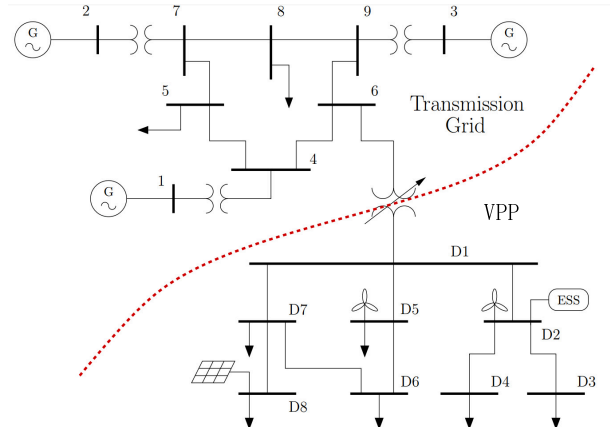 2 7 8 9 3
G G
5 6
Transmission
Grid
4
1
G
VPP
D1
ESS
D7 D5 D2
D8 D6 D4 D3